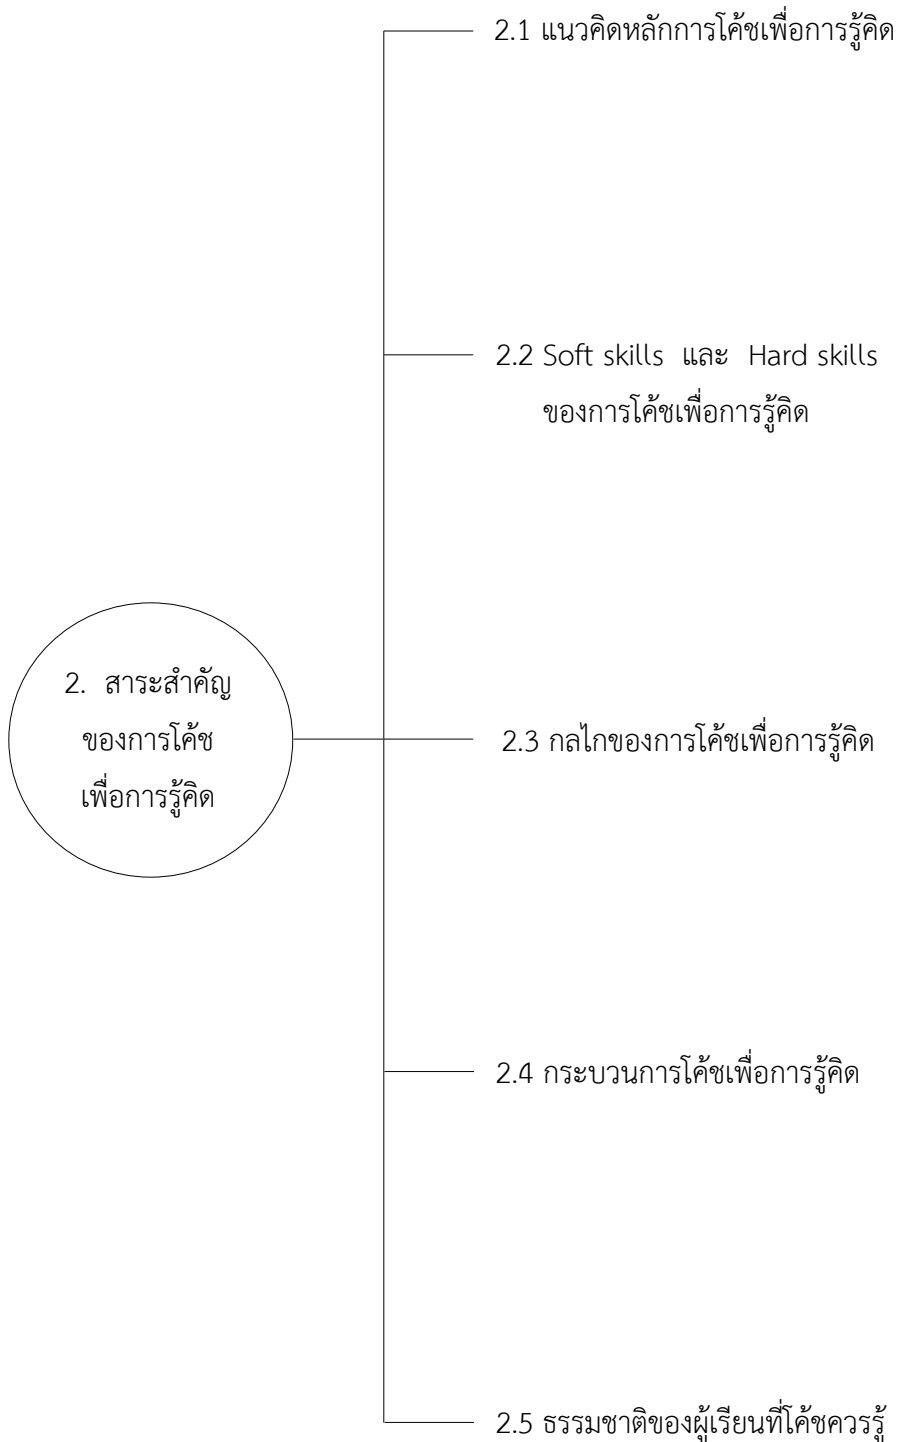 2.1 แนวคิดหลักการโค้ชเพื่อการรู้คิด
2.2 Soft skills และ Hard skills
ของการโค้ชเพื่อการรู้คิด
2. สาระสำคัญ
ของการโค้ช
เพื่อการรู้คิด
2.3 กลไกของการโค้ชเพื่อการรู้คิด
2.4 กระบวนการโค้ชเพื่อการรู้คิด
2.5 ธรรมชาติของผู้เรียนที่โค้ชควรรู้